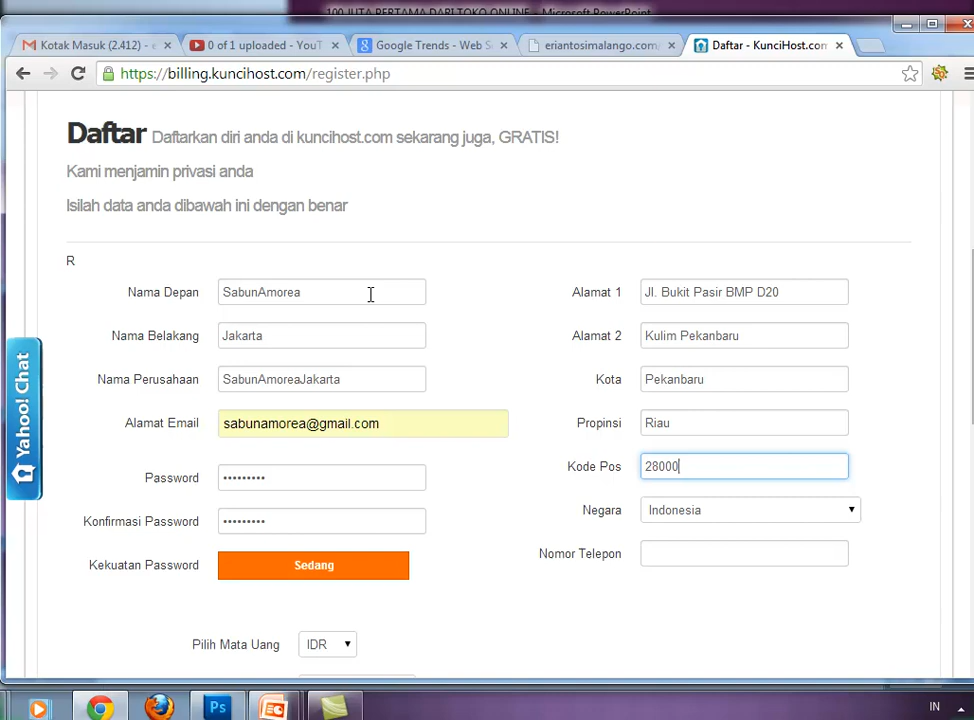 100 JUTA PERTAMA DARI TOKO ONLINE - Microsoft PowerPoint
Kotak Masuk (2.412) - e
0 of 1 uploaded - YouT
Google Trends - Web S
eriantosimalango.com/
Daftar - KunciHost.com
https://billing.kuncihost.com/register.php
Daftar Daftarkan diri anda di kuncihost.com sekarang juga, GRATIS!
Kami menjamin privasi anda
Isilah data anda dibawah ini dengan benar
R
Nama Depan SabunAmorea
Alamat 1 Jl. Bukit Pasir BMP D20
Nama Belakang Jakarta
Alamat 2 Kulim Pekanbaru
Nama Perusahaan SabunAmoreaJakarta
Kota Pekanbaru
Alamat Email sabunamorea@gmail.com
Propinsi Riau
Kode Pos 28000
Password •••••••••
Negara Indonesia
Konfirmasi Password •••••••••
Nomor Telepon
Kekuatan Password Sedang
Pilih Mata Uang IDR
Yahoo! Chat
Ps
IN